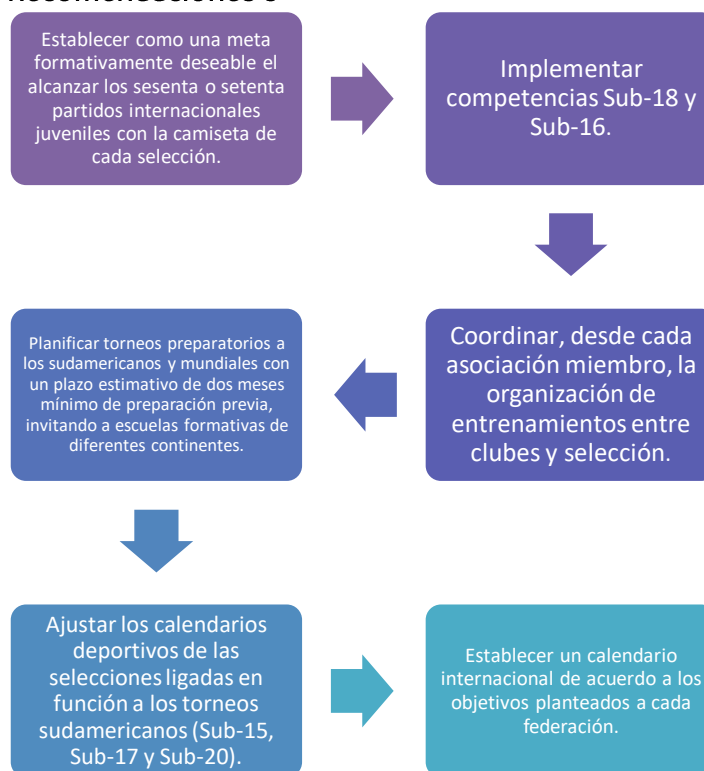 Establecer como una meta
formativamente deseable el
alcanzar los sesenta o setenta
partidos internacionales
juveniles con la camiseta de
cada selección.
Implementar
competencias Sub-18 y
Sub-16.
Coordinar, desde cada
asociación miembro, la
organización de
entrenamientos entre
clubes y selección.
Planificar torneos preparatorios a
los sudamericanos y mundiales con
un plazo estimativo de dos meses
mínimo de preparación previa,
invitando a escuelas formativas de
diferentes continentes.
Ajustar los calendarios
deportivos de las
selecciones ligadas en
función a los torneos
sudamericanos (Sub-15,
Sub-17 y Sub-20).
Establecer un calendario
internacional de acuerdo a los
objetivos planteados a cada
federación.